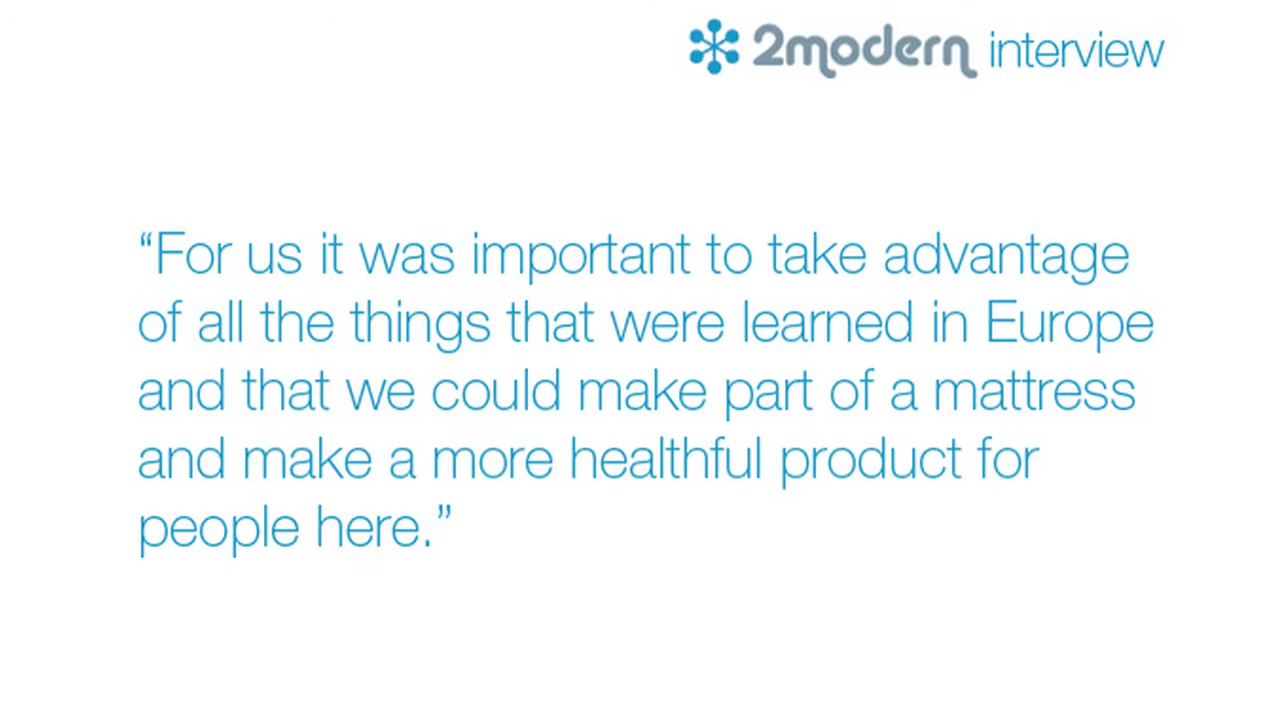 2modern interview
“For us it was important to take advantage
of all the things that were learned in Europe
and that we could make part of a mattress
and make a more healthful product for
people here.”